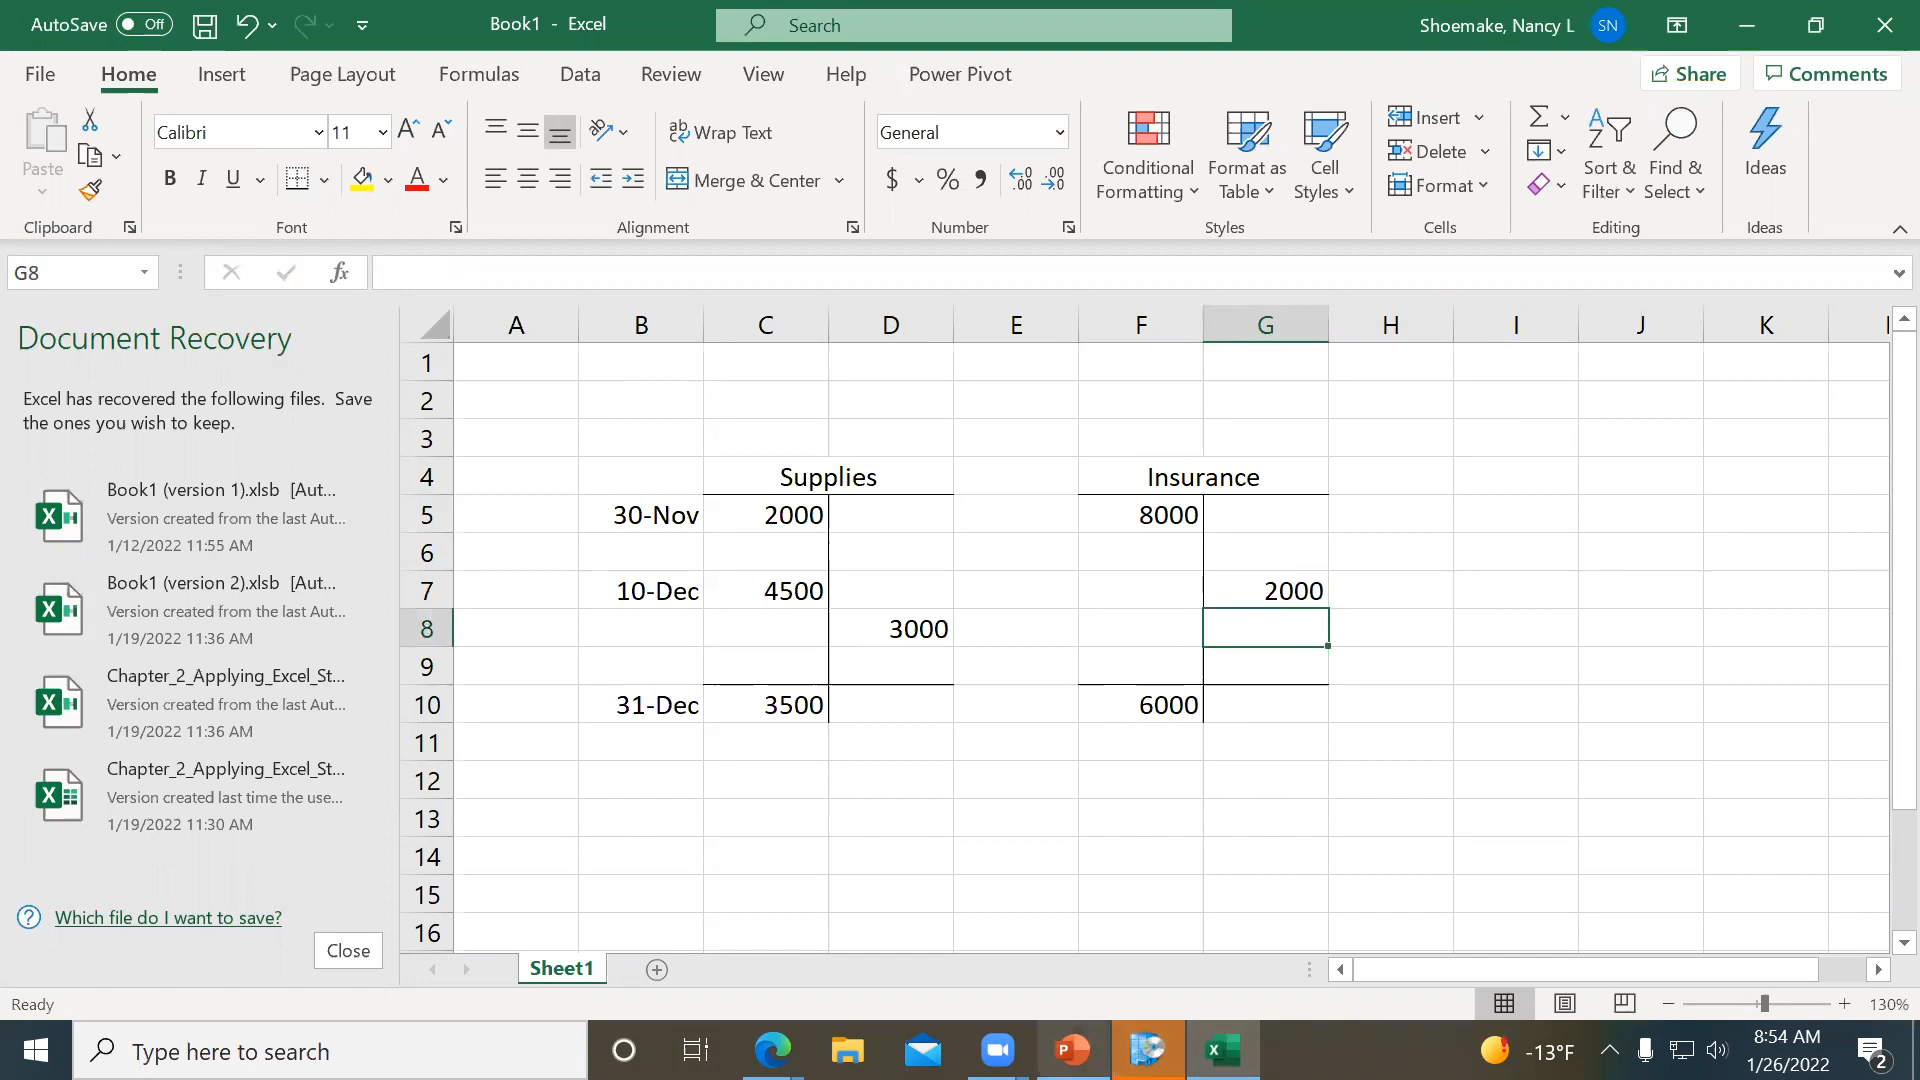 AutoSave Off
Book1 - Excel
Search
Shoemake, Nancy L SN
File Home Insert Page Layout Formulas Data Review View Help Power Pivot
Share Comments
Paste
Clipboard
Calibri 11
B I U A
Font
ab Wrap Text
Merge & Center
Alignment
General
$ % 9 .00 .00
Number
Conditional Formatting
Format as Table
Cell Styles
Styles
Insert
Delete
Format
Cells
Sort & Filter
Find & Select
Editing
Ideas
Ideas
G8 fx
Document Recovery
Excel has recovered the following files. Save
the ones you wish to keep.
Book1 (version 1).xlsb [Aut...
Version created from the last Aut...
1/12/2022 11:55 AM
Book1 (version 2).xlsb [Aut...
Version created from the last Aut...
1/19/2022 11:36 AM
Chapter_2_Applying_Excel_St...
Version created from the last Aut...
1/19/2022 11:36 AM
Chapter_2_Applying_Excel_St...
Version created last time the use...
1/19/2022 11:30 AM
Which file do I want to save?
Close
A B C D E F G H I J K
1
2
3
4 Supplies Insurance
5 30-Nov 2000 8000
6
7 10-Dec 4500 2000
8 3000
9
10 31-Dec 3500 6000
11
12
13
14
15
16
Sheet1
Ready
130%
Type here to search
-13°F
8:54 AM
1/26/2022
2